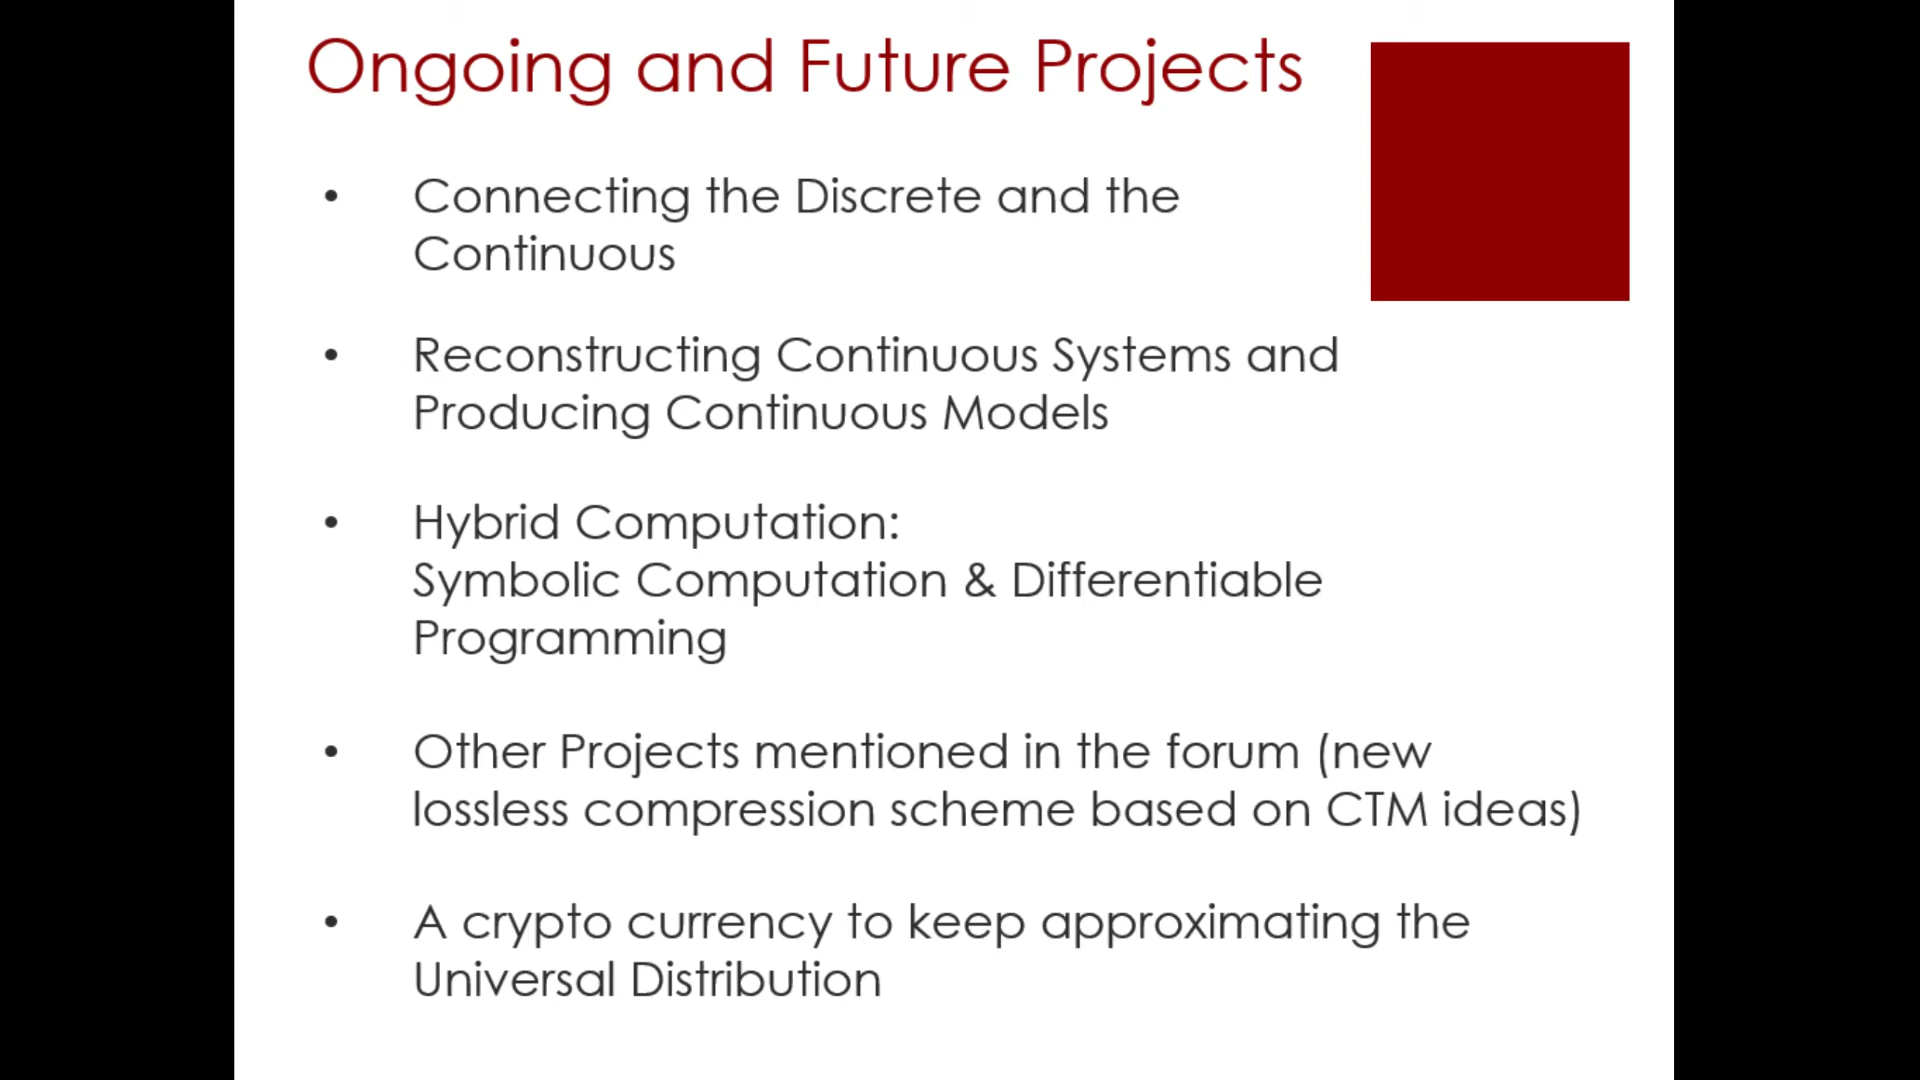 Ongoing and Future Projects
• Connecting the Discrete and the
Continuous
• Reconstructing Continuous Systems and
Producing Continuous Models
• Hybrid Computation:
Symbolic Computation & Differentiable
Programming
• Other Projects mentioned in the forum (new
lossless compression scheme based on CTM ideas)
• A crypto currency to keep approximating the
Universal Distribution